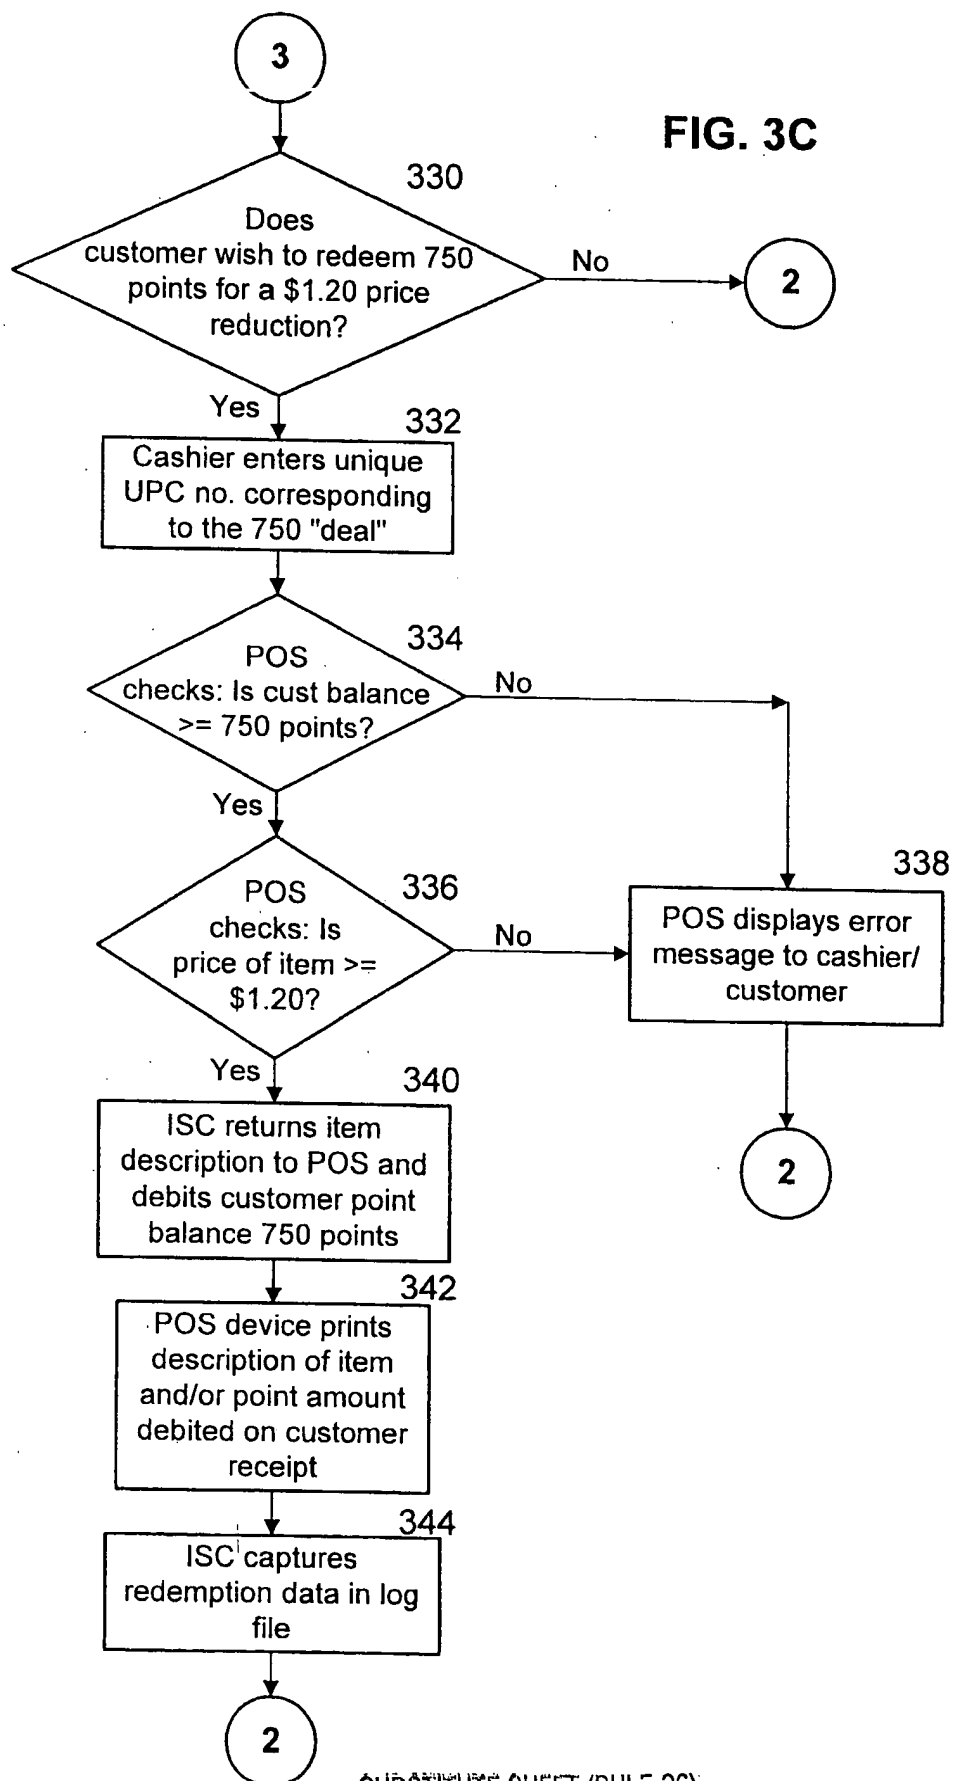 3
FIG. 3C
330
Does
customer wish to redeem 750
points for a $1.20 price
reduction?
No
2
Yes
332
Cashier enters unique
UPC no. corresponding
to the 750 "deal"
334
POS
checks: Is cust balance
>= 750 points?
No
Yes
336
POS
checks: Is
price of item >=
$1.20?
No
338
POS displays error
message to cashier/
customer
2
Yes
340
ISC returns item
description to POS and
debits customer point
balance 750 points
342
POS device prints
description of item
and/or point amount
debited on customer
receipt
344
ISC captures
redemption data in log
file
2
SHEET (RULE 26)